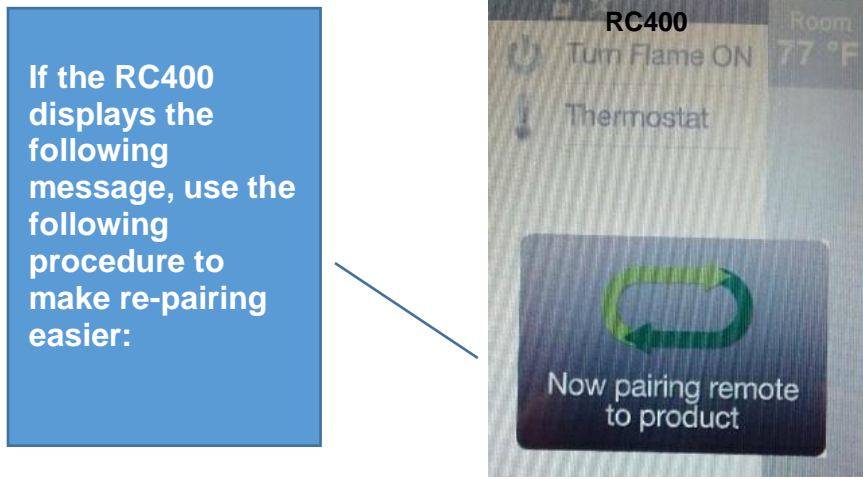 If the RC400
displays the
following
message, use the
following
procedure to
make re-pairing
easier:
RC400
Room
Turn Flame ON
77 °F
Thermostat
Now pairing remote
to product